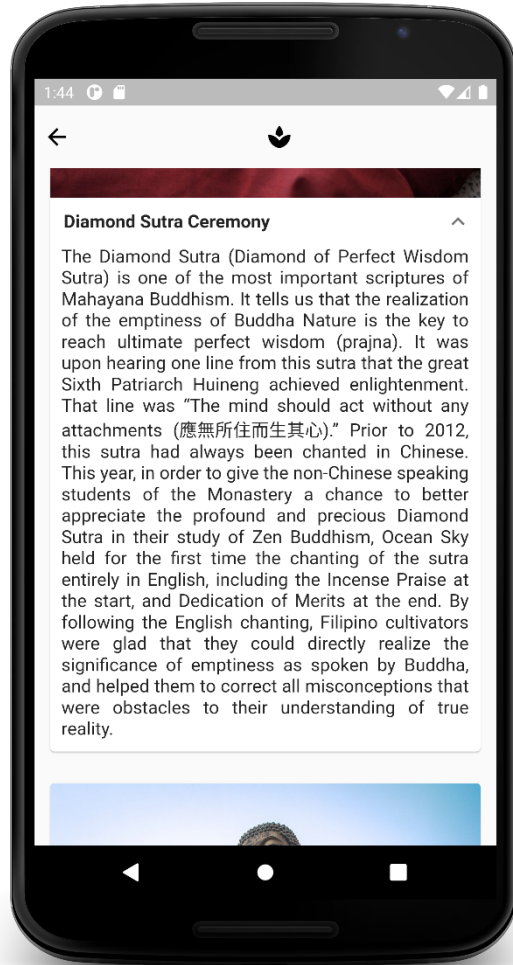 1:44
Diamond Sutra Ceremony
The Diamond Sutra (Diamond of Perfect Wisdom
Sutra) is one of the most important scriptures of
Mahayana Buddhism. It tells us that the realization
of the emptiness of Buddha Nature is the key to
reach ultimate perfect wisdom (prajna). It was
upon hearing one line from this sutra that the great
Sixth Patriarch Huineng achieved enlightenment.
That line was “The mind should act without any
attachments (應無所住而生其心).” Prior to 2012,
this sutra had always been chanted in Chinese.
This year, in order to give the non-Chinese speaking
students of the Monastery a chance to better
appreciate the profound and precious Diamond
Sutra in their study of Zen Buddhism, Ocean Sky
held for the first time the chanting of the sutra
entirely in English, including the Incense Praise at
the start, and Dedication of Merits at the end. By
following the English chanting, Filipino cultivators
were glad that they could directly realize the
significance of emptiness as spoken by Buddha,
and helped them to correct all misconceptions that
were obstacles to their understanding of true
reality.